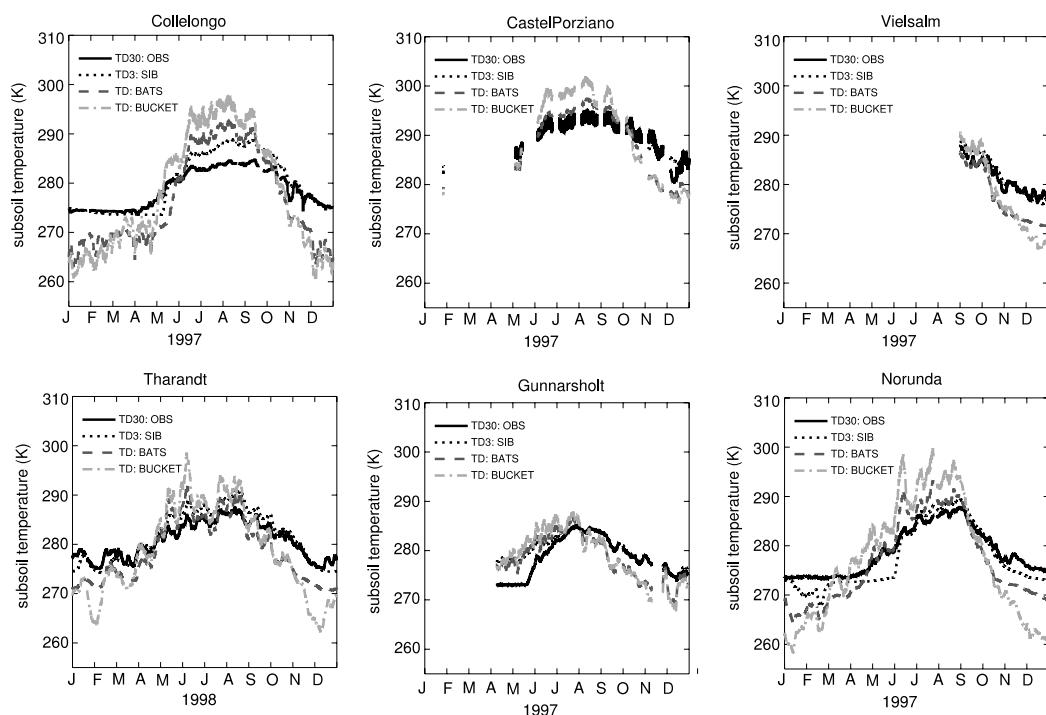 Collelongo
310
300
290
280
270
260
subsoil temperature (K)
TD30: OBS
TD3: SIB
TD: BATS
TD: BUCKET
J F M A M J J A S O N D
1997
CastelPorziano
310
300
290
280
270
260
subsoil temperature (K)
TD30: OBS
TD3: SIB
TD: BATS
TD: BUCKET
J F M A M J J A S O N D
1997
Vielsalm
310
300
290
280
270
260
subsoil temperature (K)
TD30: OBS
TD3: SIB
TD: BATS
TD: BUCKET
J F M A M J J A S O N D
1997
Tharandt
310
300
290
280
270
260
subsoil temperature (K)
TD30: OBS
TD3: SIB
TD: BATS
TD: BUCKET
J F M A M J J A S O N D
1998
Gunnarsholt
310
300
290
280
270
260
subsoil temperature (K)
TD30: OBS
TD3: SIB
TD: BATS
TD: BUCKET
J F M A M J J A S O N D
1997
Norunda
310
300
290
280
270
260
subsoil temperature (K)
TD30: OBS
TD3: SIB
TD: BATS
TD: BUCKET
J F M A M J J A S O N D
1997